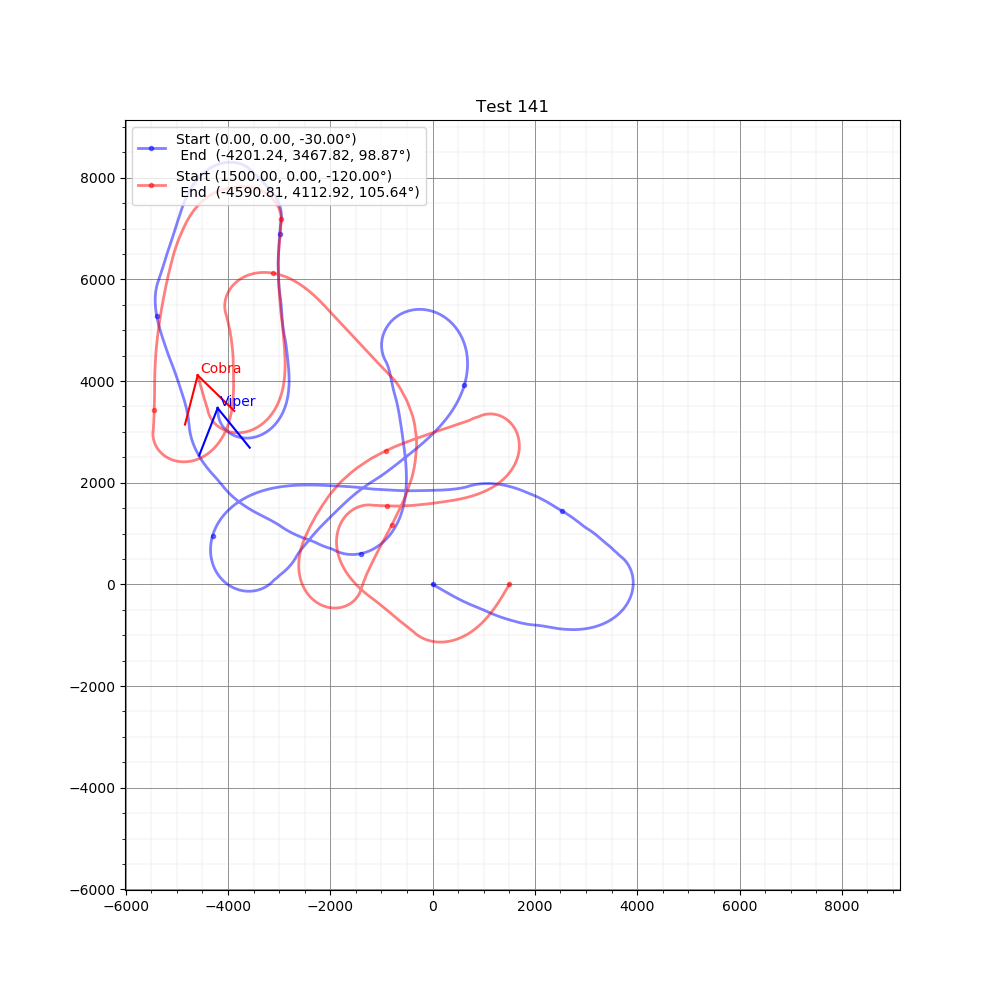 Test 141
Start (0.00, 0.00, -30.00°)
End (-4201.24, 3467.82, 98.87°)
Start (1500.00, 0.00, -120.00°)
End (-4590.81, 4112.92, 105.64°)
8000
6000
Cobra
4000
Viper
2000
0
−2000
−4000
−6000
−6000 −4000 −2000 0 2000 4000 6000 8000